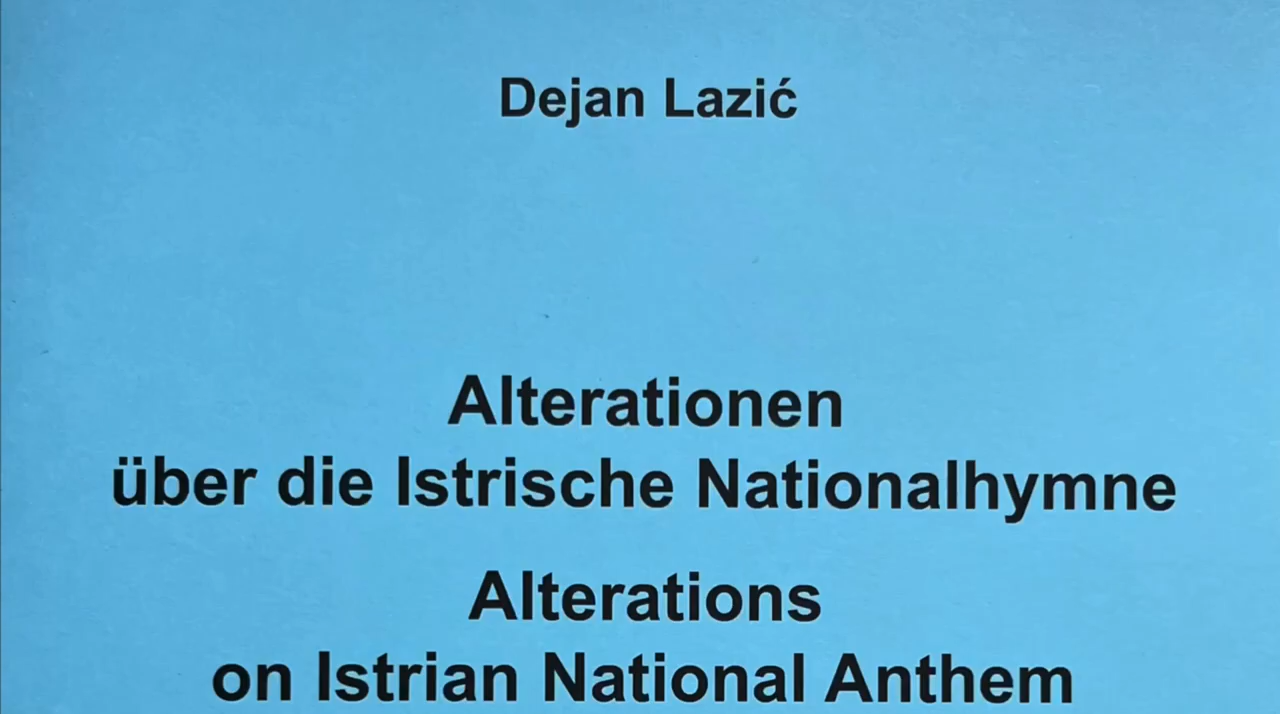 Dejan Lazić
Alterationen
über die Istrische Nationalhymne
Alterations
on Istrian National Anthem